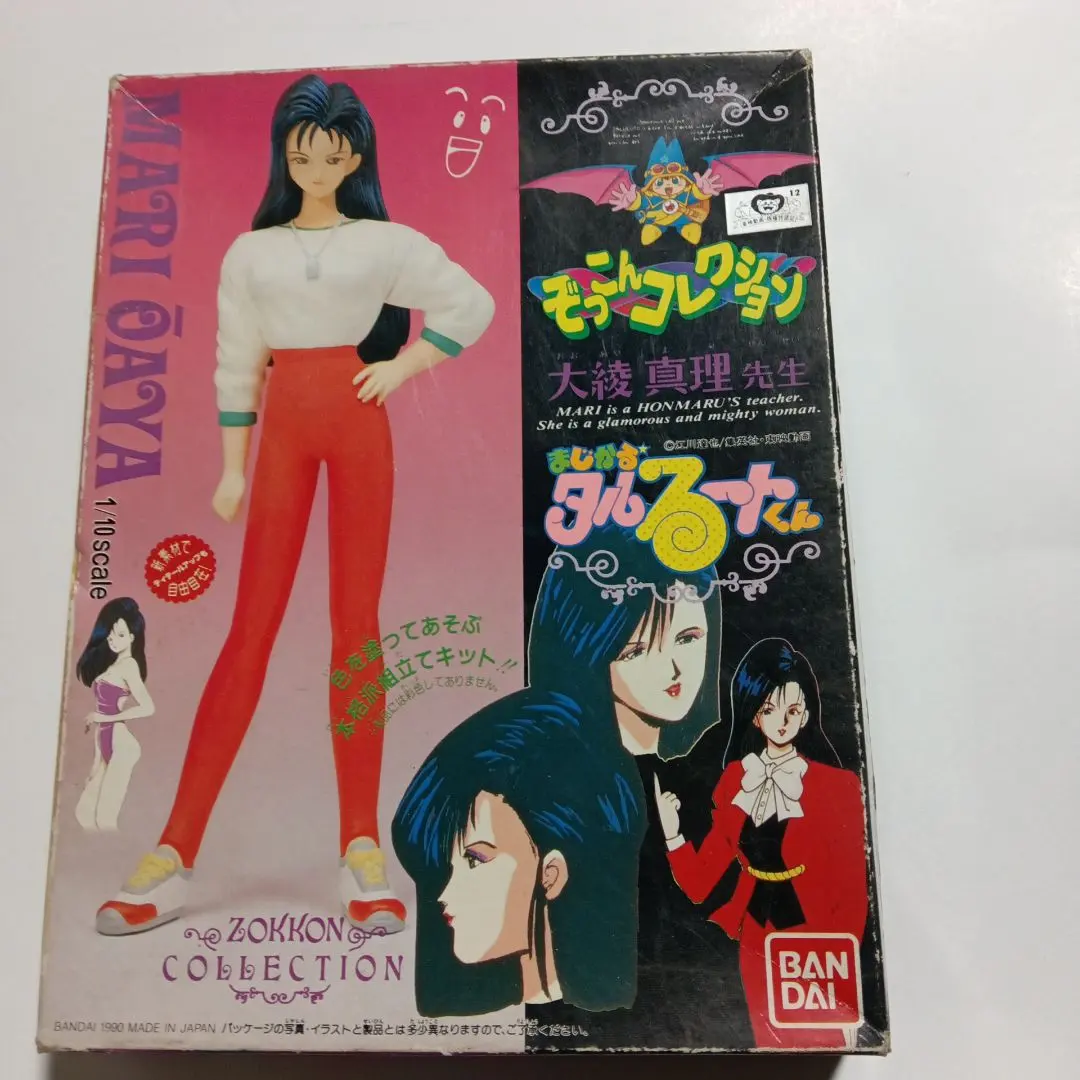 MARI ŌAYA
1/10 scale
新素材で
ディテールアップも
自由自在!
色を塗ってあそぶ
本格派組立てキット!!
ZOKKON
COLLECTION
BANDAI 1990 MADE IN JAPAN /パッケージの写真・イラストと製品とは多少異なりますので、ご了承ください。
12
ぞっこんコレクション
大綾 真理 先生
MARI is a HONMARU'S teacher.
She is a glamorous and mighty woman.
©江川達也/集英社・東映動画
まじかる
タルるートくん
BAN
DAI